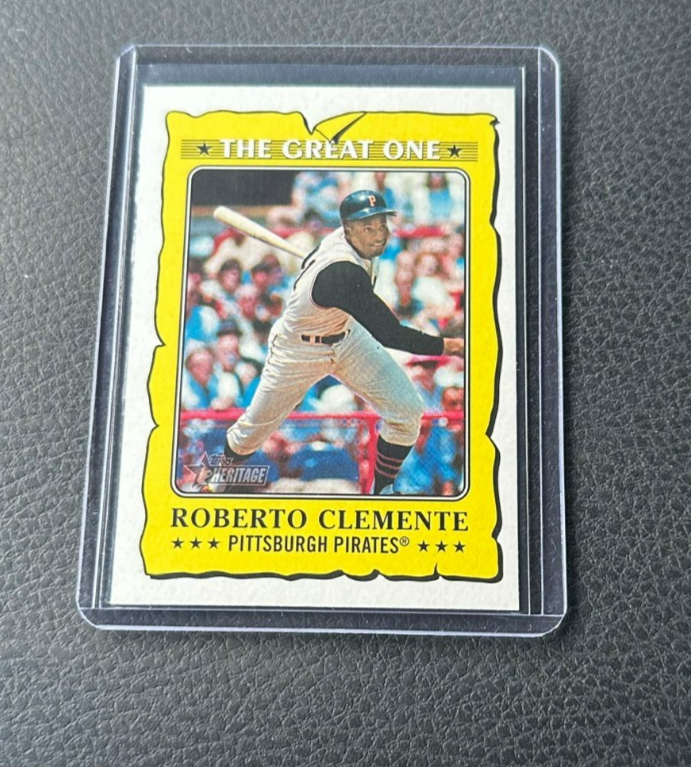 ★ THE GREAT ONE ★
P
Topps
HERITAGE
ROBERTO CLEMENTE
★★★ PITTSBURGH PIRATES® ★★★